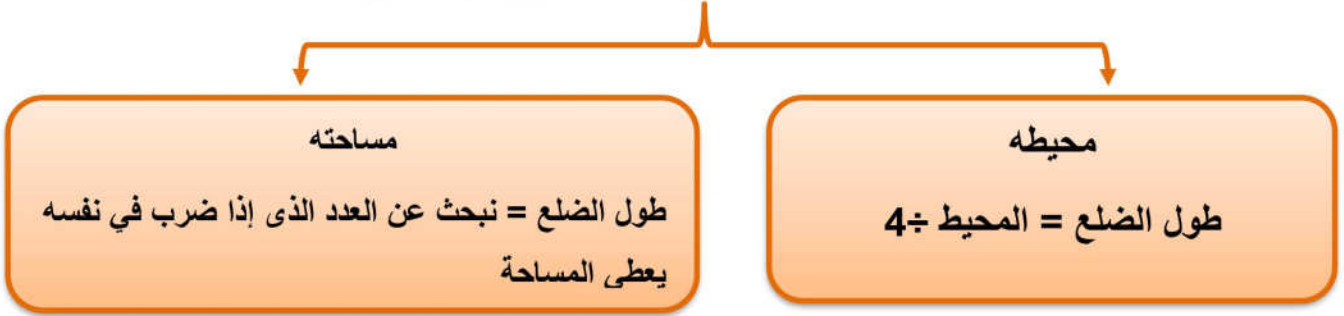 محيطه
طول الضلع = المحيط ÷4
مساحته
طول الضلع = نبحث عن العدد الذى إذا ضرب في نفسه
يعطى المساحة